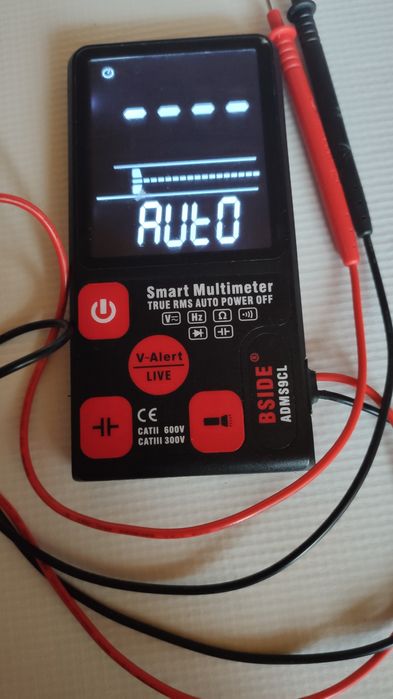 ----
AUtO
Smart Multimeter
TRUE RMS AUTO POWER OFF
V Hz Ω
V-Alert
LIVE
CE
CATII 600V
CATIII 300V
BSIDE®
ADMS9CL